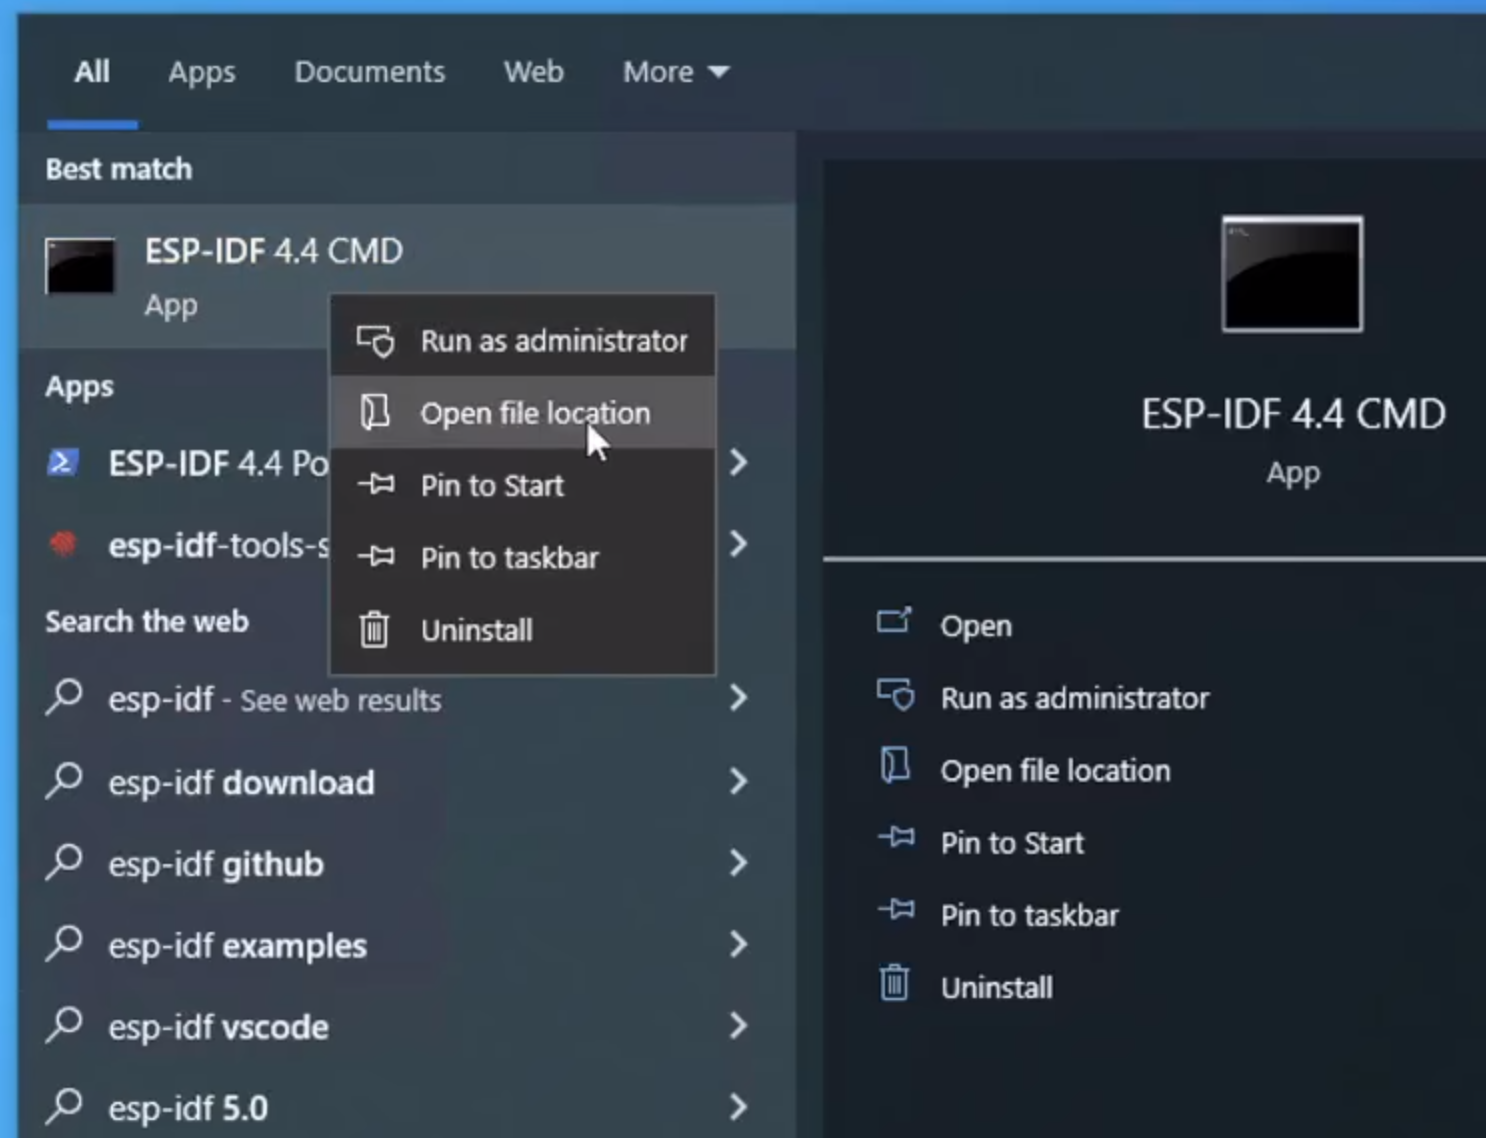 All Apps Documents Web More
Best match
ESP-IDF 4.4 CMD
App
Run as administrator
Open file location
Pin to Start
Pin to taskbar
Uninstall
Apps
ESP-IDF 4.4 Po
esp-idf-tools-s
Search the web
esp-idf - See web results
esp-idf download
esp-idf github
esp-idf examples
esp-idf vscode
esp-idf 5.0
ESP-IDF 4.4 CMD
App
Open
Run as administrator
Open file location
Pin to Start
Pin to taskbar
Uninstall